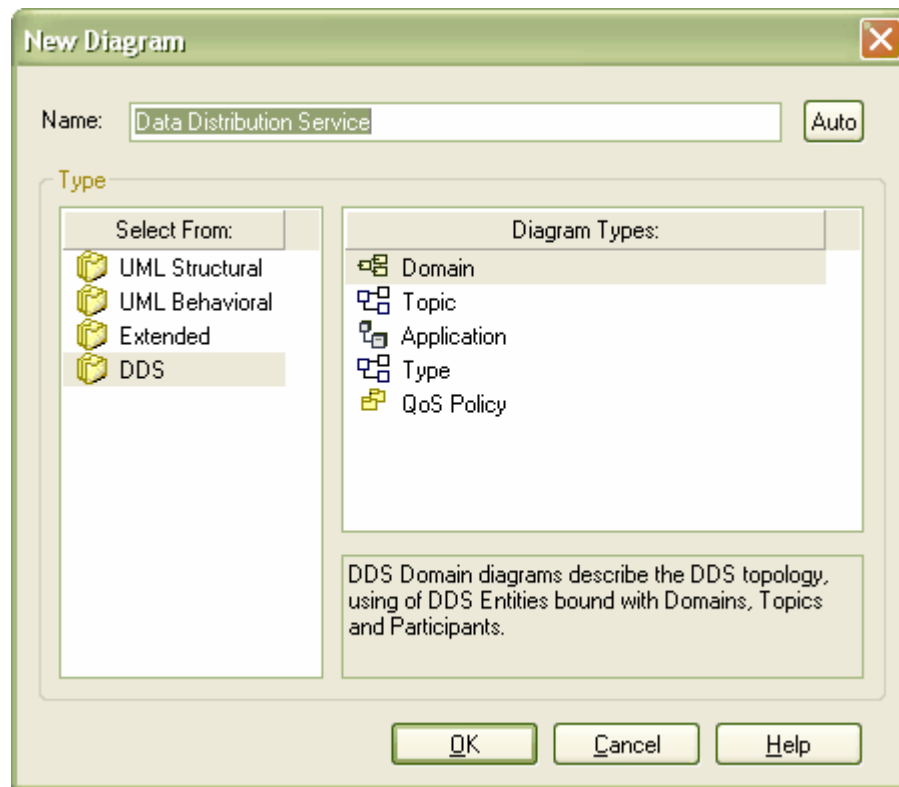 New Diagram
Name: Data Distribution Service Auto
Type
Select From:
UML Structural
UML Behavioral
Extended
DDS
Diagram Types:
Domain
Topic
Application
Type
QoS Policy
DDS Domain diagrams describe the DDS topology,
using of DDS Entities bound with Domains, Topics
and Participants.
OK Cancel Help